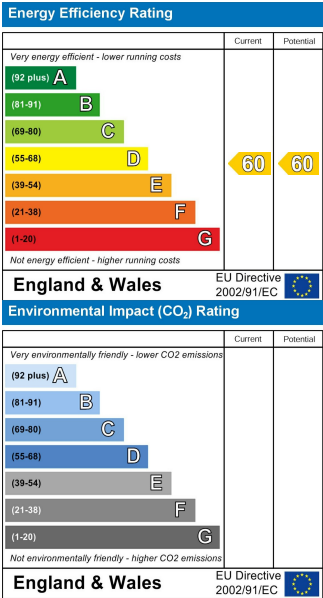 Energy Efficiency Rating
Current Potential
Very energy efficient - lower running costs
(92 plus) A
(81-91) B
(69-80) C
(55-68) D 60 60
(39-54) E
(21-38) F
(1-20) G
Not energy efficient - higher running costs
England & Wales
EU Directive
2002/91/EC
Environmental Impact (CO₂) Rating
Current Potential
Very environmentally friendly - lower CO2 emissions
(92 plus) A
(81-91) B
(69-80) C
(55-68) D
(39-54) E
(21-38) F
(1-20) G
Not environmentally friendly - higher CO2 emissions
England & Wales
EU Directive
2002/91/EC